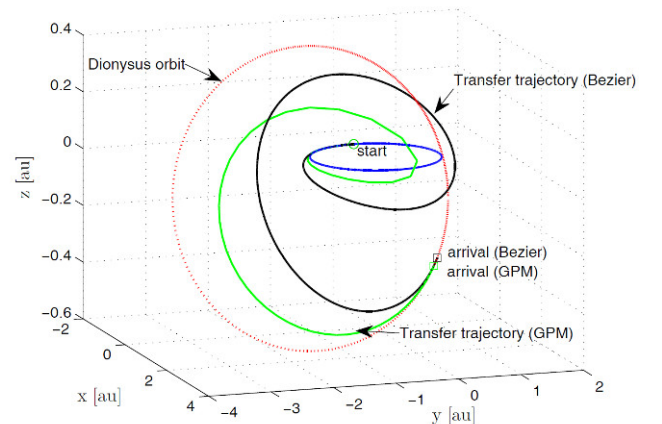 0.4
Dionysus orbit
0.2
Transfer trajectory (Bezier)
0
start
z [au]
−0.2
arrival (Bezier)
arrival (GPM)
−0.4
−0.6
Transfer trajectory (GPM)
−2
0
2
4
x [au]
−4
−3
−2
−1
0
1
2
y [au]